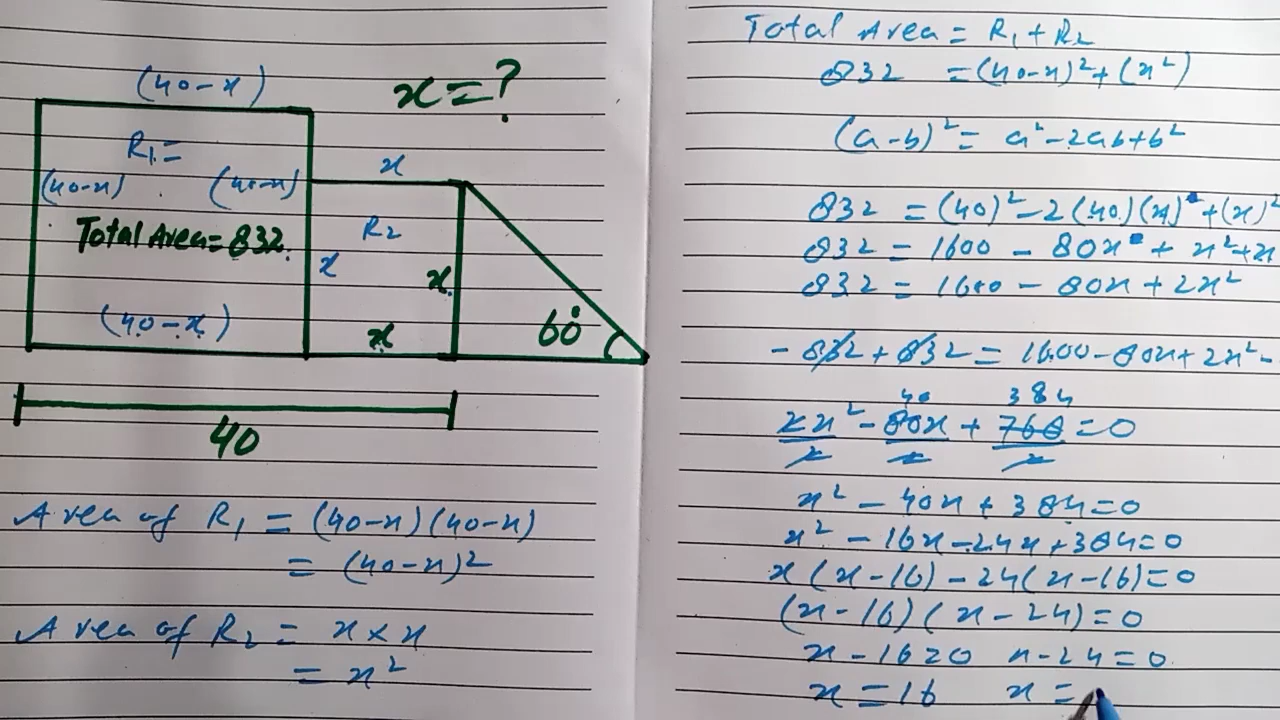 (40-x)
x=?
R₁=
(40-x) (40-x)
x
Total Area=832
R₂
x
x
(40-x)
x
60°
40
Area of R₁ = (40-x)(40-x)
= (40-x)²
Area of R₂ = x×x
= x²
Total Area= R₁+R₂
832 =(40-x)²+(x²)
(a-b)²= a²-2ab+b²
832 =(40)²-2(40)(x)+(x)²
832 = 1600 - 80x + x²+x
832 = 1600 - 80x+2x²
-832+832=1600-80x+2x²-
40 384
2x²-80x+768=0
2 2 2
x²-40x+384=0
x²-16x-24x+384=0
x(x-16)-24(x-16)=0
(x-16)(x-24)=0
x-16=0 x-24=0
x=16 x=